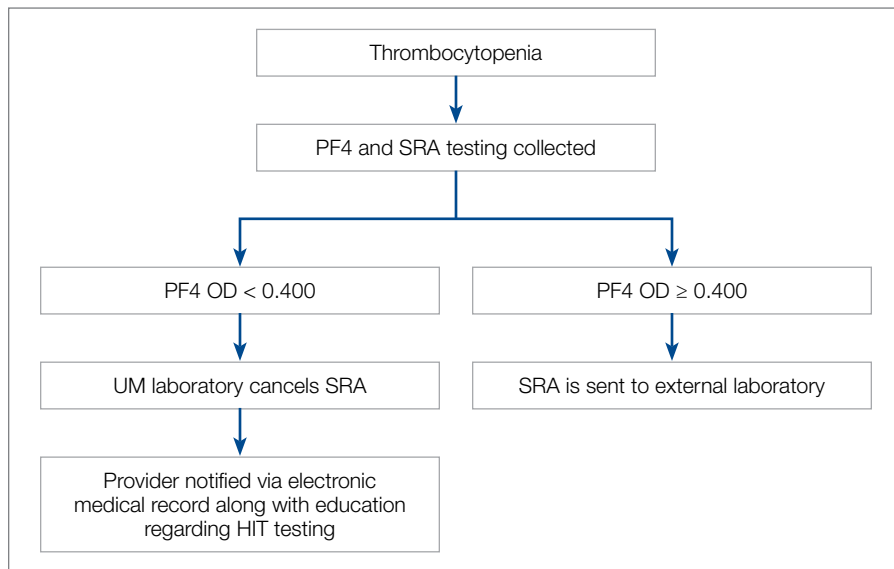 Thrombocytopenia
PF4 and SRA testing collected
PF4 OD < 0.400
PF4 OD ≥ 0.400
UM laboratory cancels SRA
SRA is sent to external laboratory
Provider notified via electronic
medical record along with education
regarding HIT testing